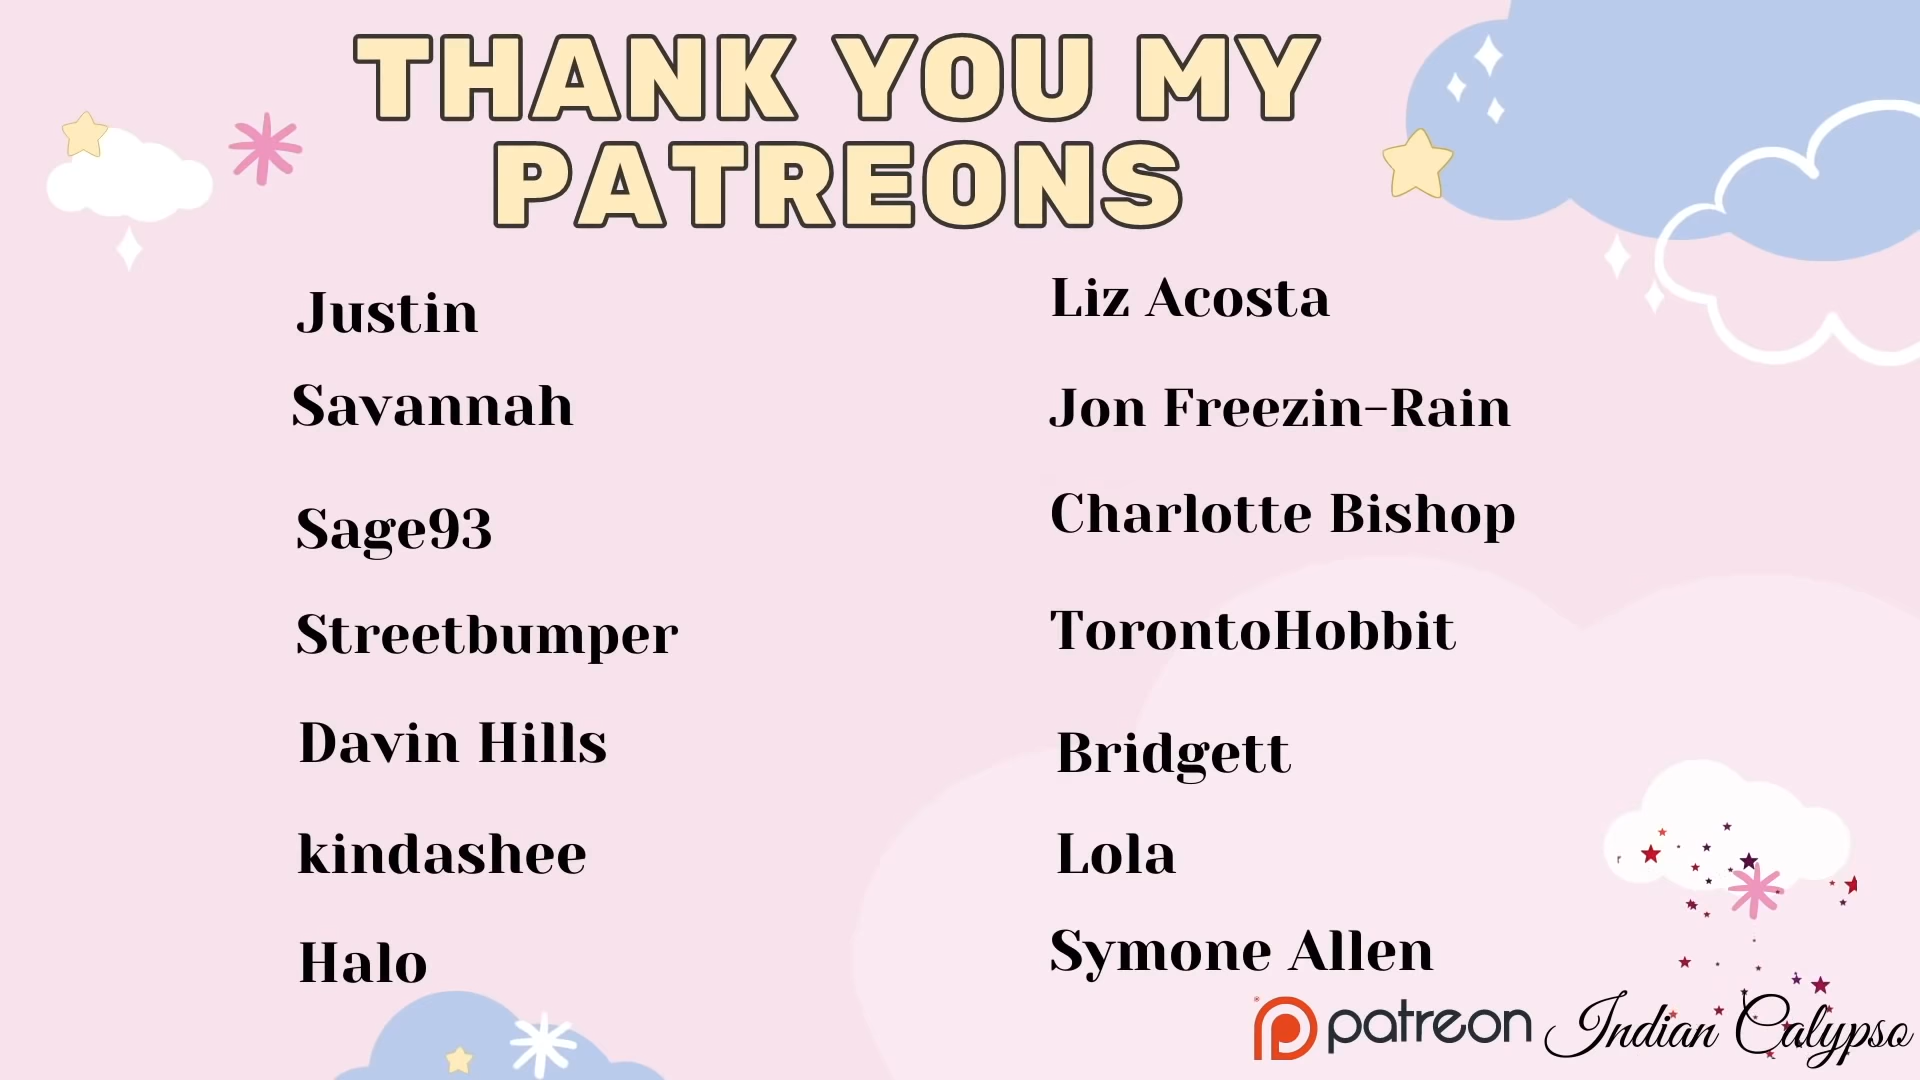 THANK YOU MY
PATREONS
Justin
Savannah
Sage93
Streetbumper
Davin Hills
kindashee
Halo
Liz Acosta
Jon Freezin-Rain
Charlotte Bishop
TorontoHobbit
Bridgett
Lola
Symone Allen
patreon Indian Calypso